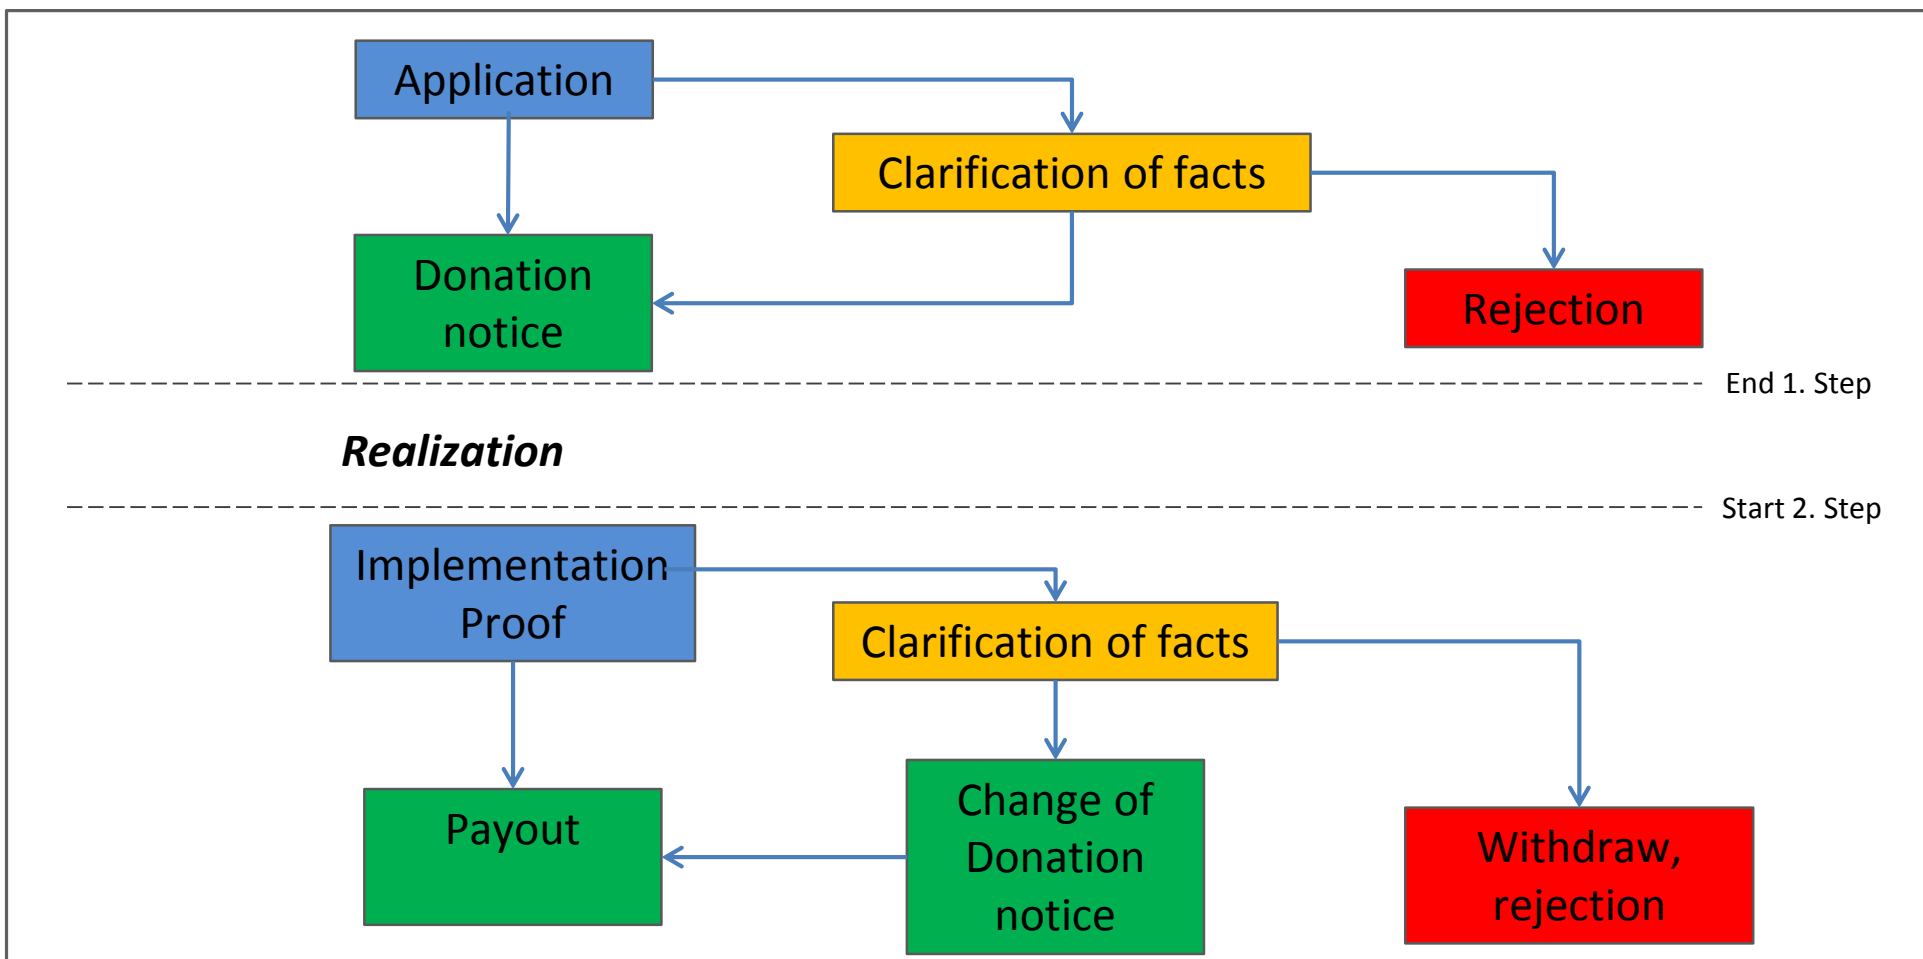 Application
Clarification of facts
Donation
notice
Rejection
End 1. Step
Realization
Start 2. Step
Implementation
Proof
Clarification of facts
Payout
Change of
Donation
notice
Withdraw,
rejection